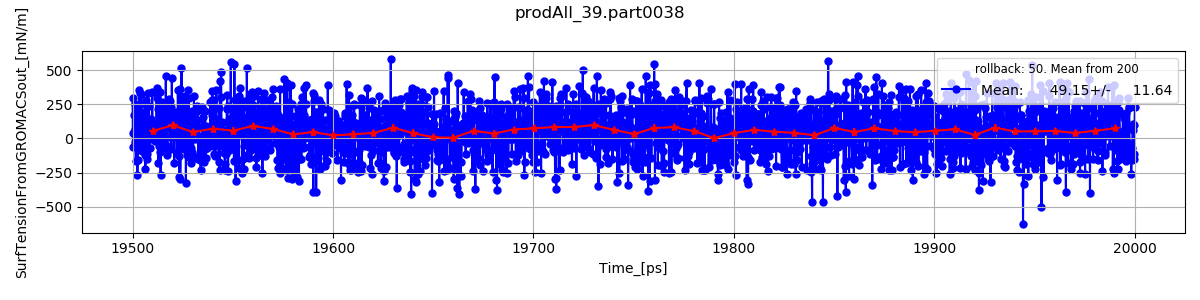 prodAll_39.part0038
SurfTensionFromGROMACSout_[mN/m]
500
250
0
−250
−500
rollback: 50. Mean from 200
Mean: 49.15+/- 11.64
19500 19600 19700 19800 19900 20000
Time_[ps]